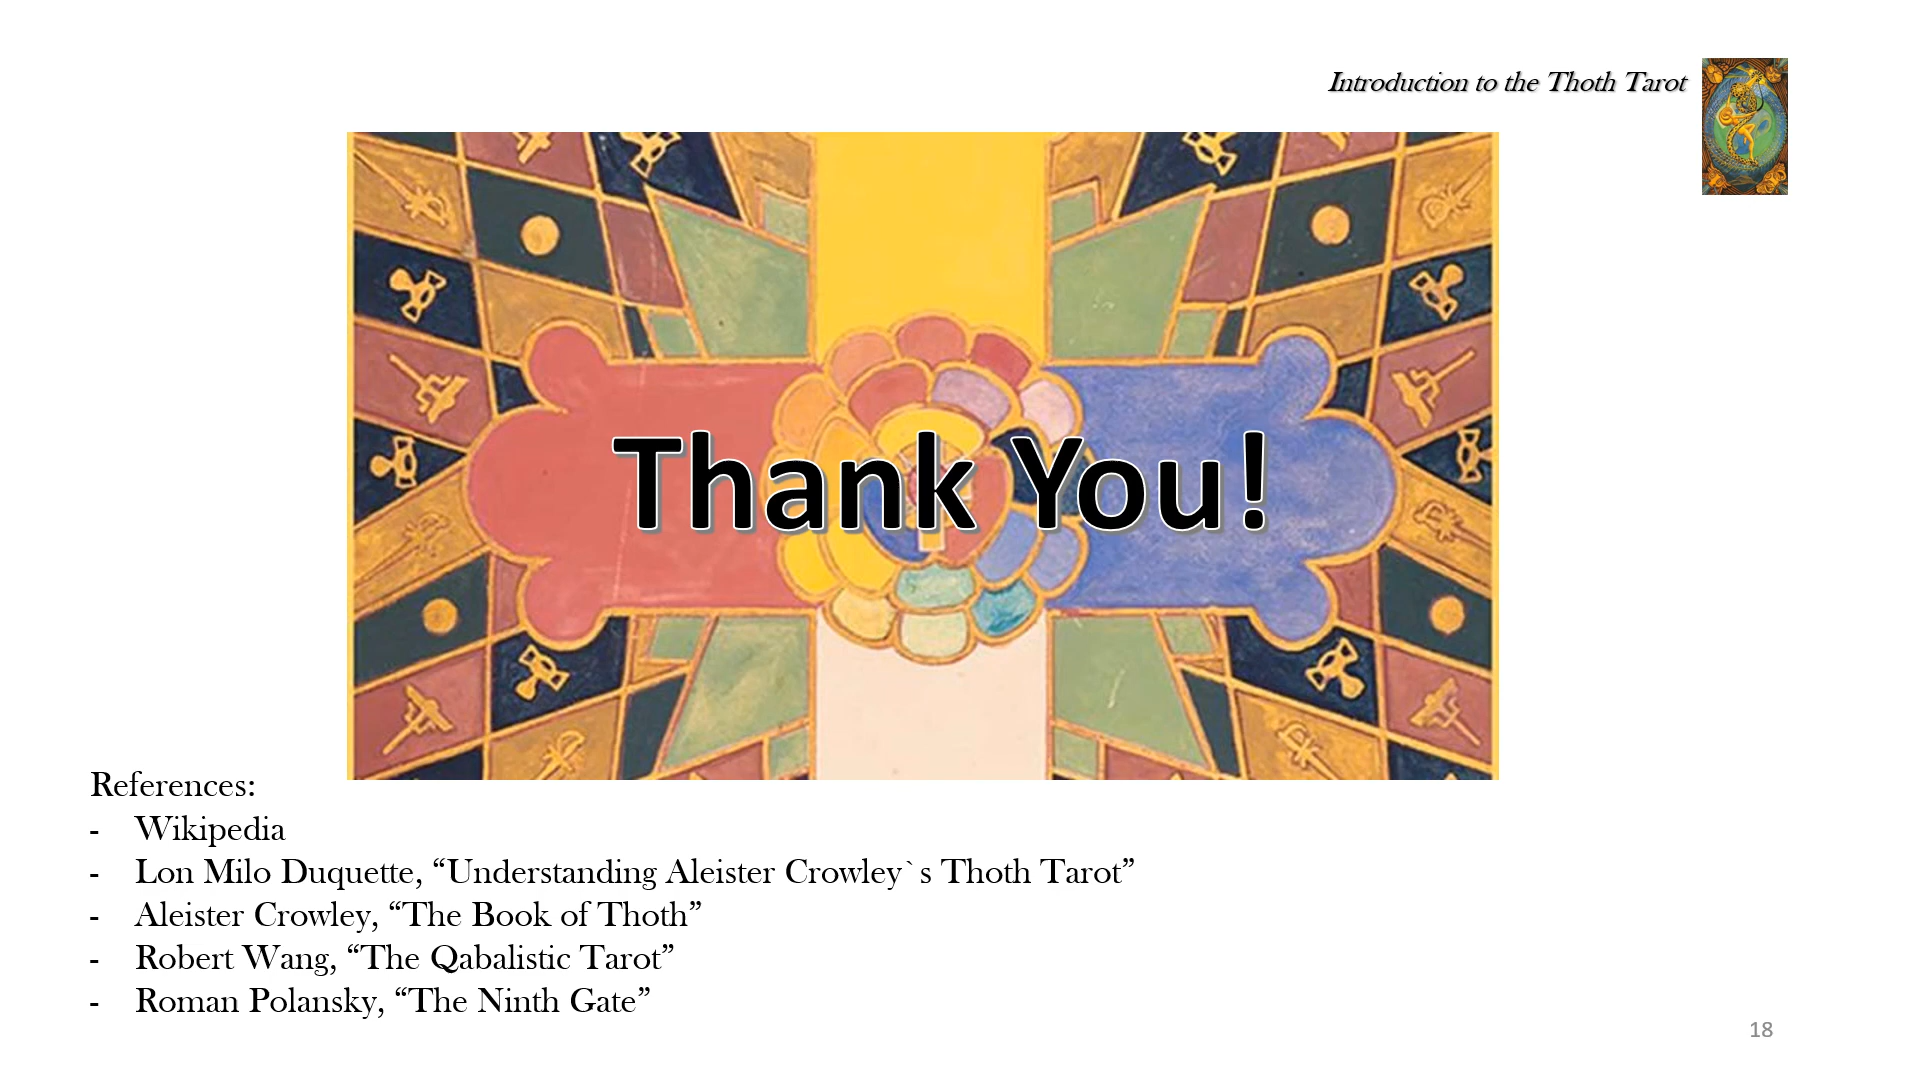 Introduction to the Thoth Tarot
Thank You!
References:
- Wikipedia
- Lon Milo Duquette, “Understanding Aleister Crowley`s Thoth Tarot”
- Aleister Crowley, “The Book of Thoth”
- Robert Wang, “The Qabalistic Tarot”
- Roman Polansky, “The Ninth Gate”
18